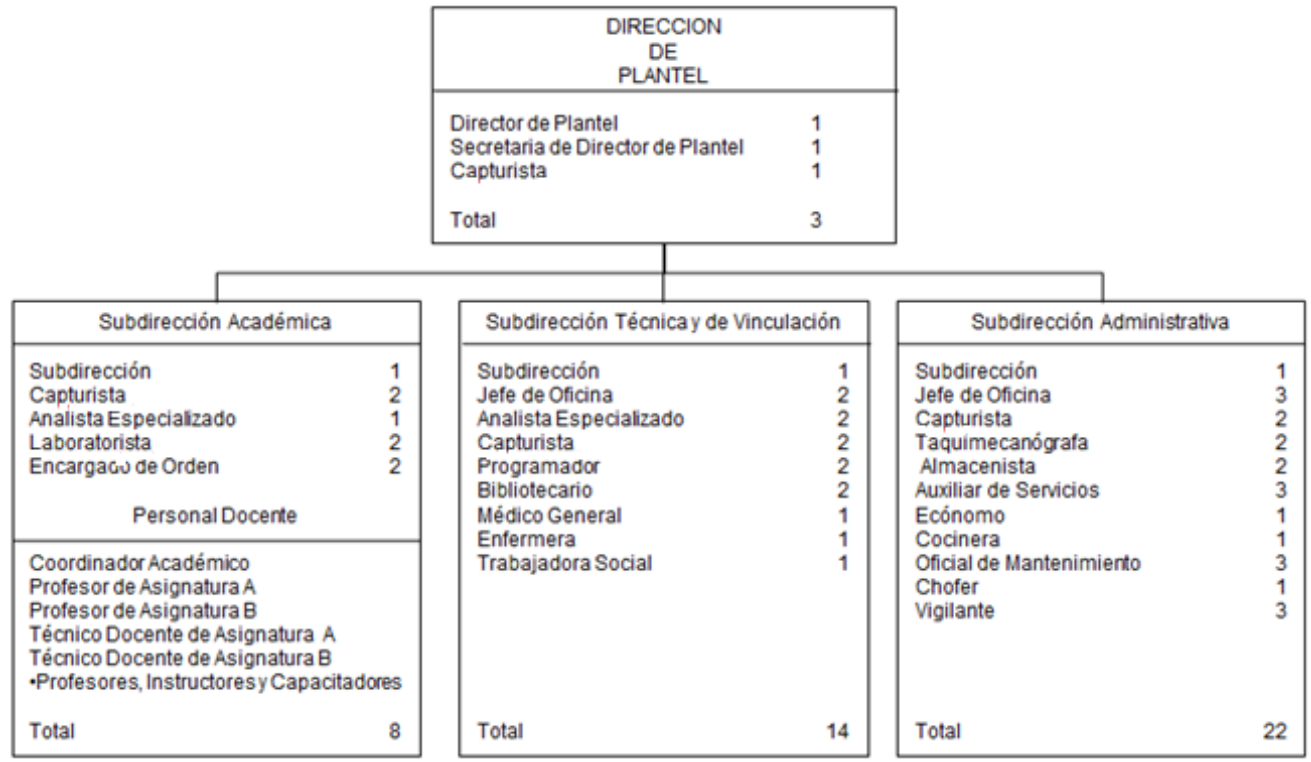 DIRECCION
DE
PLANTEL
Director de Plantel 1
Secretaria de Director de Plantel 1
Capturista 1
Total 3
Subdirección Académica
Subdirección 1
Capturista 2
Analista Especializado 1
Laboratorista 2
Encargado de Orden 2
Personal Docente
Coordinador Académico
Profesor de Asignatura A
Profesor de Asignatura B
Técnico Docente de Asignatura A
Técnico Docente de Asignatura B
•Profesores, Instructores y Capacitadores
Total 8
Subdirección Técnica y de Vinculación
Subdirección 1
Jefe de Oficina 2
Analista Especializado 2
Capturista 2
Programador 2
Bibliotecario 2
Médico General 1
Enfermera 1
Trabajadora Social 1
Total 14
Subdirección Administrativa
Subdirección 1
Jefe de Oficina 3
Capturista 2
Taquimecanógrafa 2
Almacenista 2
Auxiliar de Servicios 3
Ecónomo 1
Cocinera 1
Oficial de Mantenimiento 3
Chofer 1
Vigilante 3
Total 22